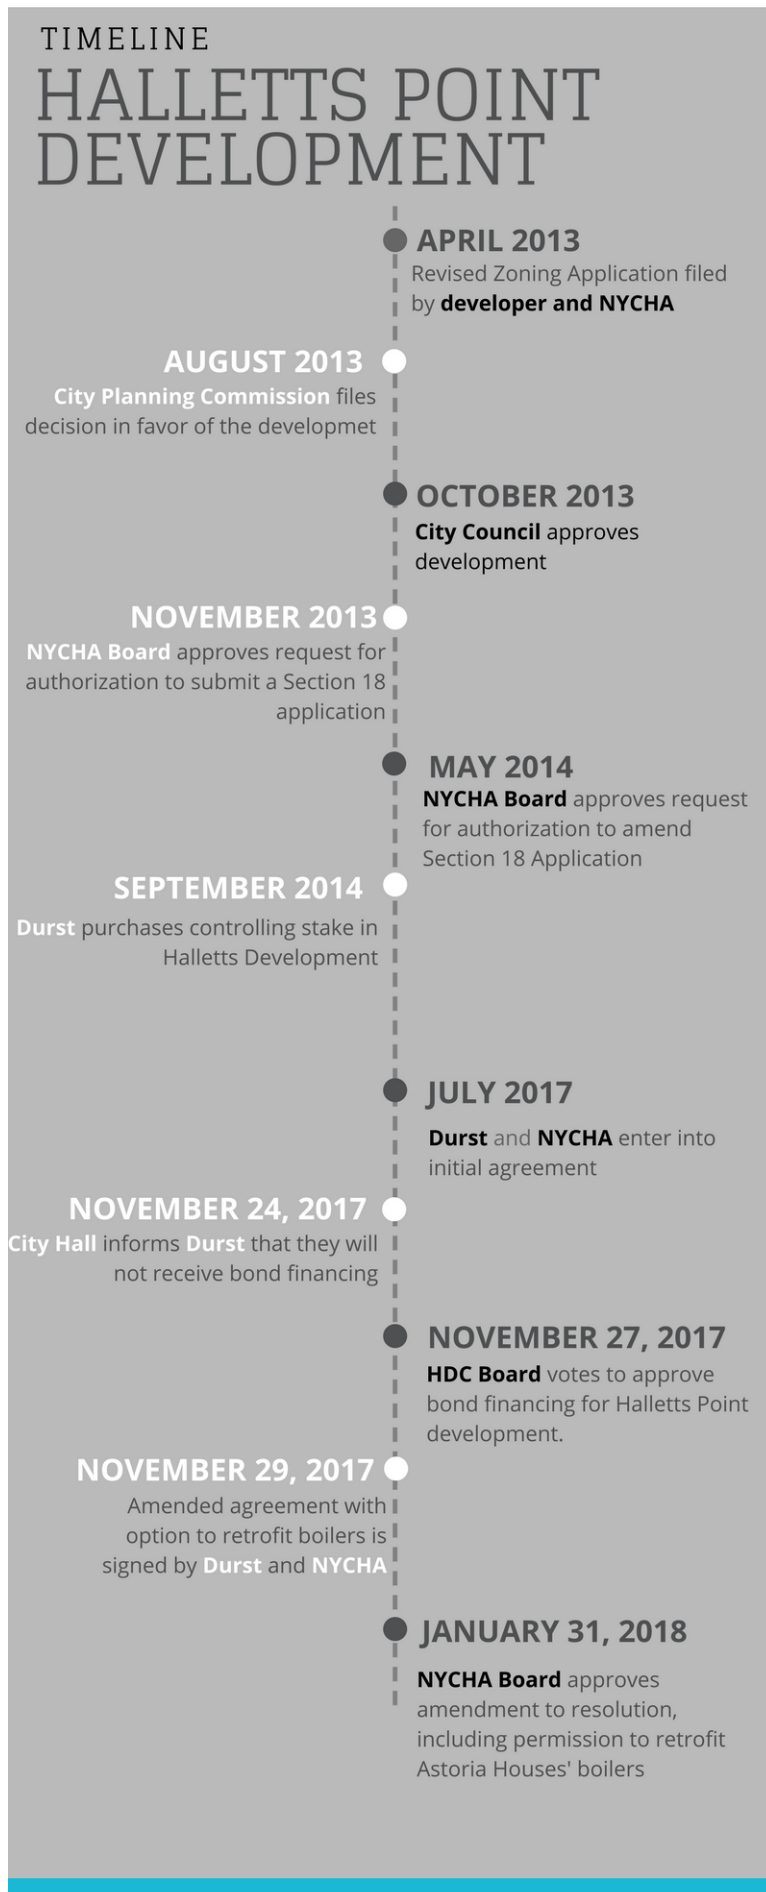 TIMELINE
HALLETTS POINT
DEVELOPMENT
APRIL 2013
Revised Zoning Application filed
by developer and NYCHA
AUGUST 2013
City Planning Commission files
decision in favor of the developmet
OCTOBER 2013
City Council approves
development
NOVEMBER 2013
NYCHA Board approves request for
authorization to submit a Section 18
application
MAY 2014
NYCHA Board approves request
for authorization to amend
Section 18 Application
SEPTEMBER 2014
Durst purchases controlling stake in
Halletts Development
JULY 2017
Durst and NYCHA enter into
initial agreement
NOVEMBER 24, 2017
City Hall informs Durst that they will
not receive bond financing
NOVEMBER 27, 2017
HDC Board votes to approve
bond financing for Halletts Point
development.
NOVEMBER 29, 2017
Amended agreement with
option to retrofit boilers is
signed by Durst and NYCHA
JANUARY 31, 2018
NYCHA Board approves
amendment to resolution,
including permission to retrofit
Astoria Houses' boilers